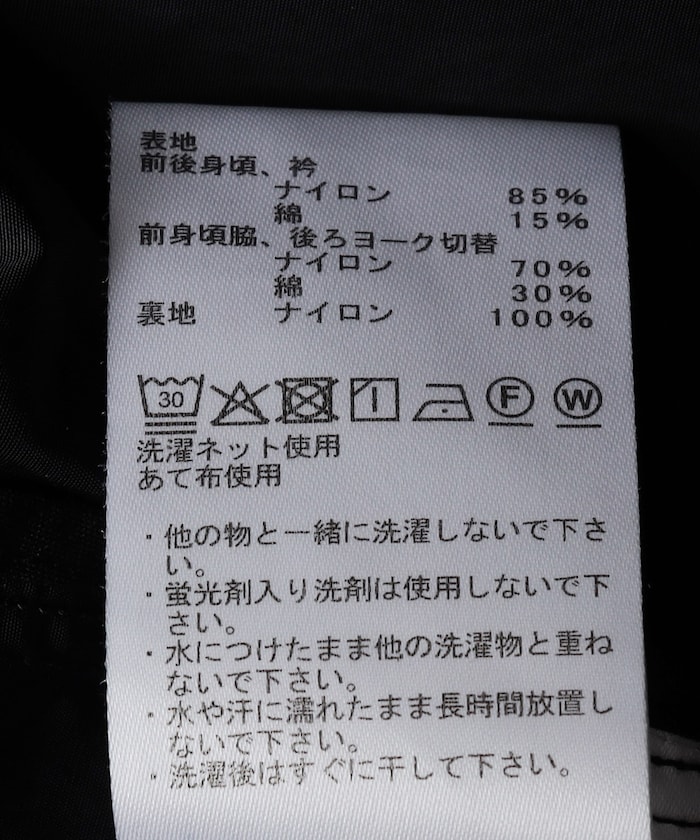 表地
前後身頃、衿
ナイロン 85%
綿 15%
前身頃脇、後ろヨーク切替
ナイロン 70%
綿 30%
裏地 ナイロン 100%
30 F W
洗濯ネット使用
あて布使用
・他の物と一緒に洗濯しないで下さ
い。
・蛍光剤入り洗剤は使用しないで下
さい。
・水につけたまま他の洗濯物と重ね
ないで下さい。
・水や汗に濡れたまま長時間放置し
ないで下さい。
・洗濯後はすぐに干して下さい。